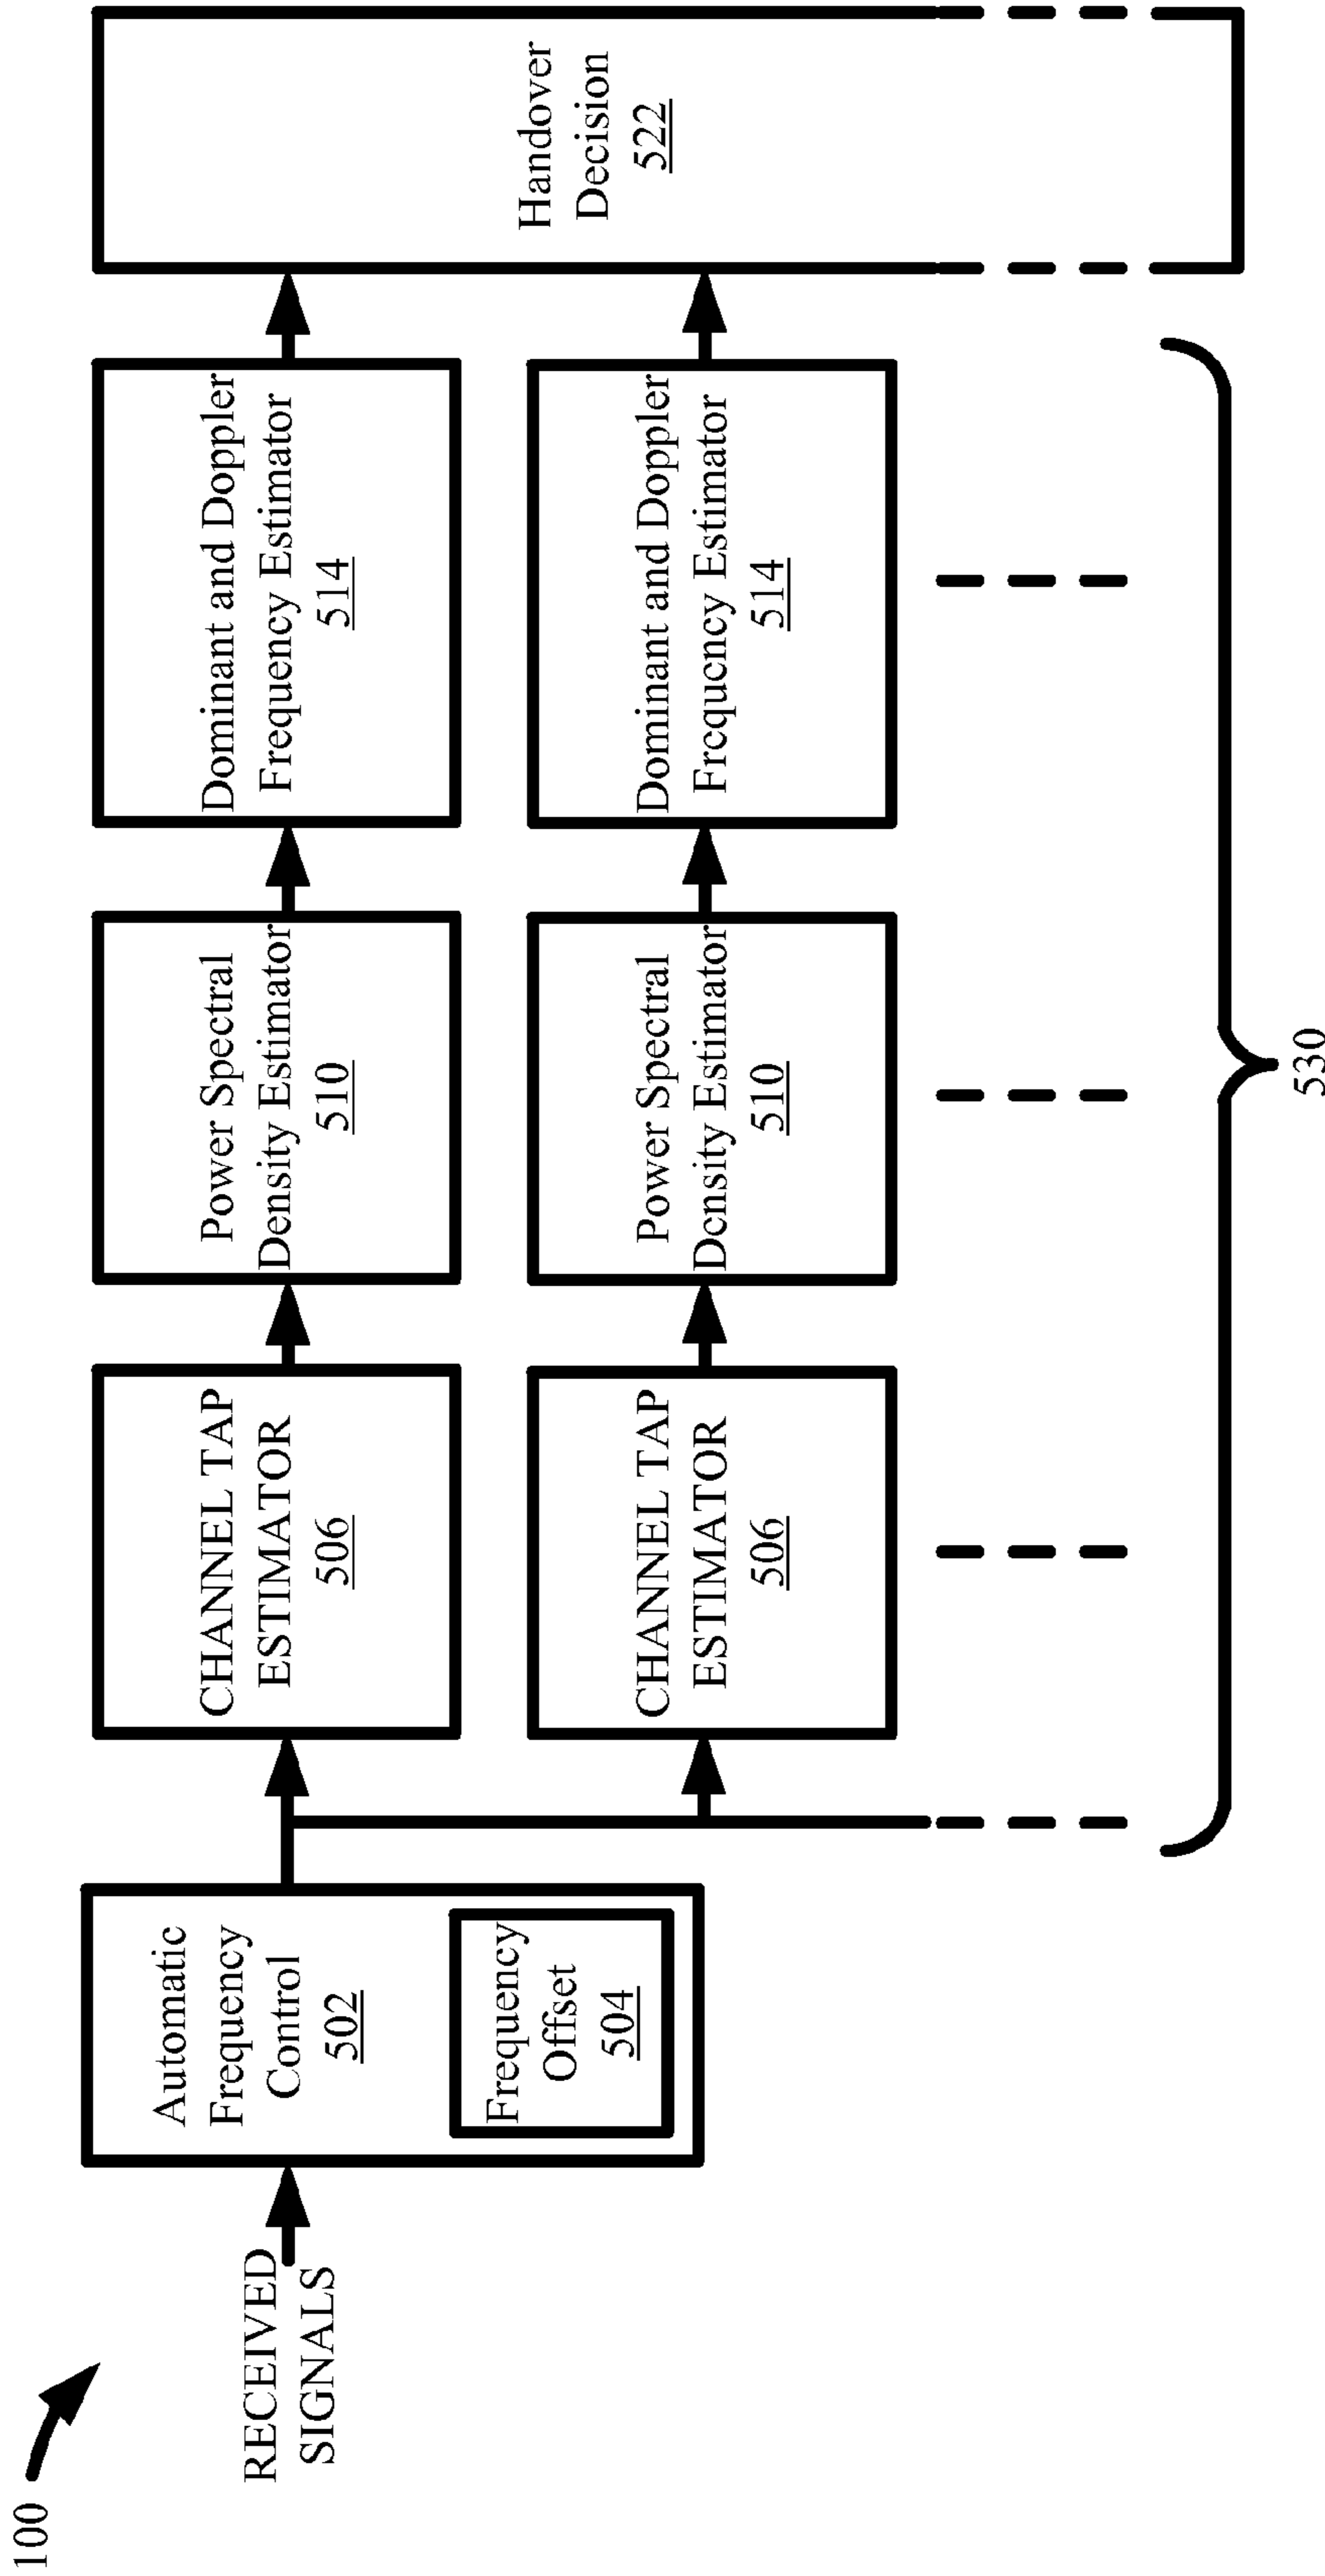 100
RECEIVED
SIGNALS
Automatic
Frequency
Control
502
Frequency
Offset
504
CHANNEL TAP
ESTIMATOR
506
Power Spectral
Density Estimator
510
Dominant and Doppler
Frequency Estimator
514
CHANNEL TAP
ESTIMATOR
506
Power Spectral
Density Estimator
510
Dominant and Doppler
Frequency Estimator
514
Handover
Decision
522
530